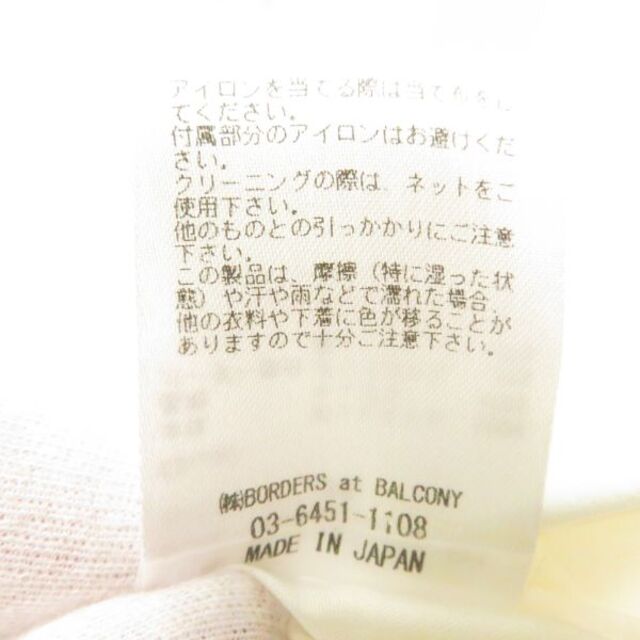 アイロンを当てる際は当て布をし
てください。
付属部分のアイロンはお避けくだ
さい。
クリーニングの際は、ネットをご
使用下さい。
他のものとの引っかかりにご注意
下さい。
この製品は、摩擦（特に湿った状
態）や汗や雨などで濡れた場合、
他の衣料や下着に色が移ることが
ありますので十分ご注意下さい。
㈱BORDERS at BALCONY
03-6451-1108
MADE IN JAPAN